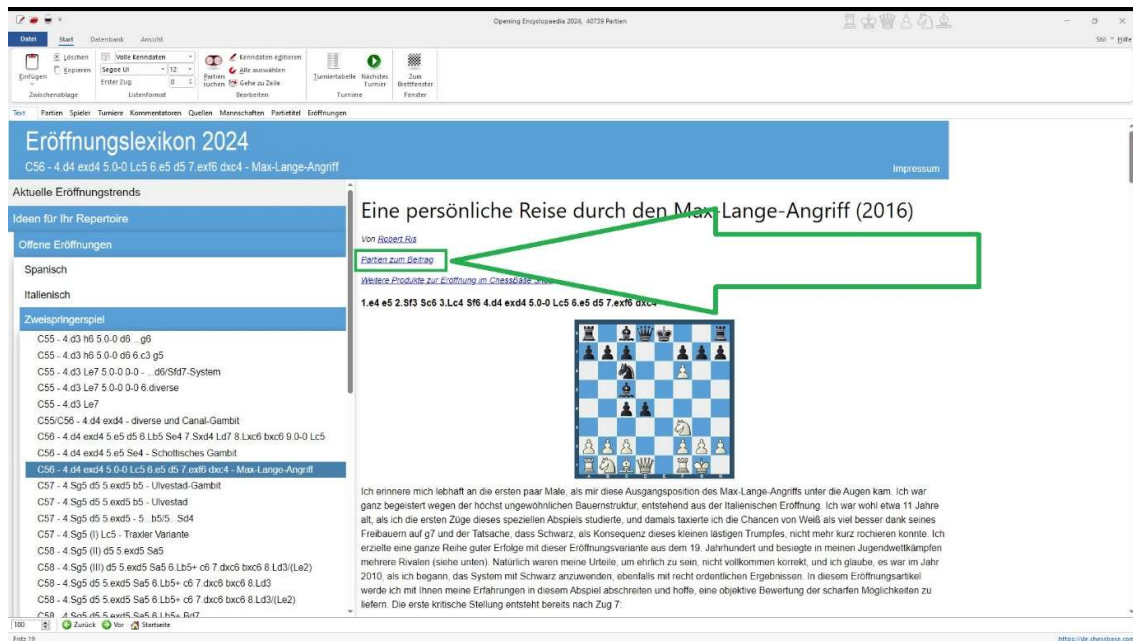 Opening Encyclopaedia 2024, 40739 Partien
Datei Start Datenbank Ansicht
Stil Hilfe
Einfügen
Löschen
Kopieren
Zwischenablage
Volle Kenndaten
Segoe UI 12
Erster Zug 0
Listenformat
Partien suchen
Kenndaten editieren
Alle auswählen
Gehe zu Zeile
Bearbeiten
Turniertabelle
Nächstes Turnier
Turniere
Zum Brettfenster
Fenster
Text Partien Spieler Turniere Kommentatoren Quellen Mannschaften Partietitel Eröffnungen
Eröffnungslexikon 2024
C56 - 4.d4 exd4 5.0-0 Lc5 6.e5 d5 7.exf6 dxc4 - Max-Lange-Angriff
Impressum
Aktuelle Eröffnungstrends
Ideen für Ihr Repertoire
Offene Eröffnungen
Spanisch
Italienisch
Zweispringerspiel
C55 - 4.d3 h6 5.0-0 d6 ...g6
C55 - 4.d3 h6 5.0-0 d6 6.c3 g5
C55 - 4.d3 Le7 5.0-0 0-0 - ...d6/Sfd7-System
C55 - 4.d3 Le7 5.0-0 0-0 6.diverse
C55 - 4.d3 Le7
C55/C56 - 4.d4 exd4 - diverse und Canal-Gambit
C56 - 4.d4 exd4 5.e5 d5 6.Lb5 Se4 7.Sxd4 Ld7 8.Lxc6 bxc6 9.0-0 Lc5
C56 - 4.d4 exd4 5.e5 Se4 - Schottisches Gambit
C56 - 4.d4 exd4 5.0-0 Lc5 6.e5 d5 7.exf6 dxc4 - Max-Lange-Angriff
C57 - 4.Sg5 d5 5.exd5 b5 - Ulvestad-Gambit
C57 - 4.Sg5 d5 5.exd5 b5 - Ulvestad
C57 - 4.Sg5 d5 5.exd5 - 5...b5/5...Sd4
C57 - 4.Sg5 (I) Lc5 - Traxler Variante
C58 - 4.Sg5 (II) d5 5.exd5 Sa5
C58 - 4.Sg5 (III) d5 5.exd5 Sa5 6.Lb5+ c6 7.dxc6 bxc6 8.Ld3/(Le2)
C58 - 4.Sg5 d5 5.exd5 Sa5 6.Lb5+ c6 7.dxc6 bxc6 8.Ld3
C58 - 4.Sg5 d5 5.exd5 Sa5 6.Lb5+ c6 7.dxc6 bxc6 8.Ld3/(Le2)
C58 - 4.Sg5 d5 5.exd5 Sa5 6.Lb5+ Bd7
Eine persönliche Reise durch den Max-Lange-Angriff (2016)
Von Robert Ris
Partien zum Beitrag
Weitere Produkte zur Eröffnung im ChessBase
1.e4 e5 2.Sf3 Sc6 3.Lc4 Sf6 4.d4 exd4 5.0-0 Lc5 6.e5 d5 7.exf6 dxc4
Ich erinnere mich lebhaft an die ersten paar Male, als mir diese Ausgangsposition des Max-Lange-Angriffs unter die Augen kam. Ich war
ganz begeistert wegen der höchst ungewöhnlichen Bauernstruktur, entstehend aus der Italienischen Eröffnung. Ich war wohl etwa 11 Jahre
alt, als ich die ersten Züge dieses speziellen Abspiels studierte, und damals taxierte ich die Chancen von Weiß als viel besser dank seines
Freibauern auf g7 und der Tatsache, dass Schwarz, als Konsequenz dieses kleinen lästigen Trumpfes, nicht mehr kurz rochieren konnte. Ich
erzielte eine ganze Reihe guter Erfolge mit dieser Eröffnungsvariante aus dem 19. Jahrhundert und besiegte in meinen Jugendwettkämpfen
mehrere Rivalen (siehe unten). Natürlich waren meine Urteile, um ehrlich zu sein, nicht vollkommen korrekt, und ich glaube, es war im Jahr
2010, als ich begann, das System mit Schwarz anzuwenden, ebenfalls mit recht ordentlichen Ergebnissen. In diesem Eröffnungsartikel
werde ich mit Ihnen meine Erfahrungen in diesem Abspiel abschreiten und hoffe, eine objektive Bewertung der scharfen Möglichkeiten zu
liefern. Die erste kritische Stellung entsteht bereits nach Zug 7:
100 Zurück Vor Startseite
Fritz 19
https://de.chessbase.com